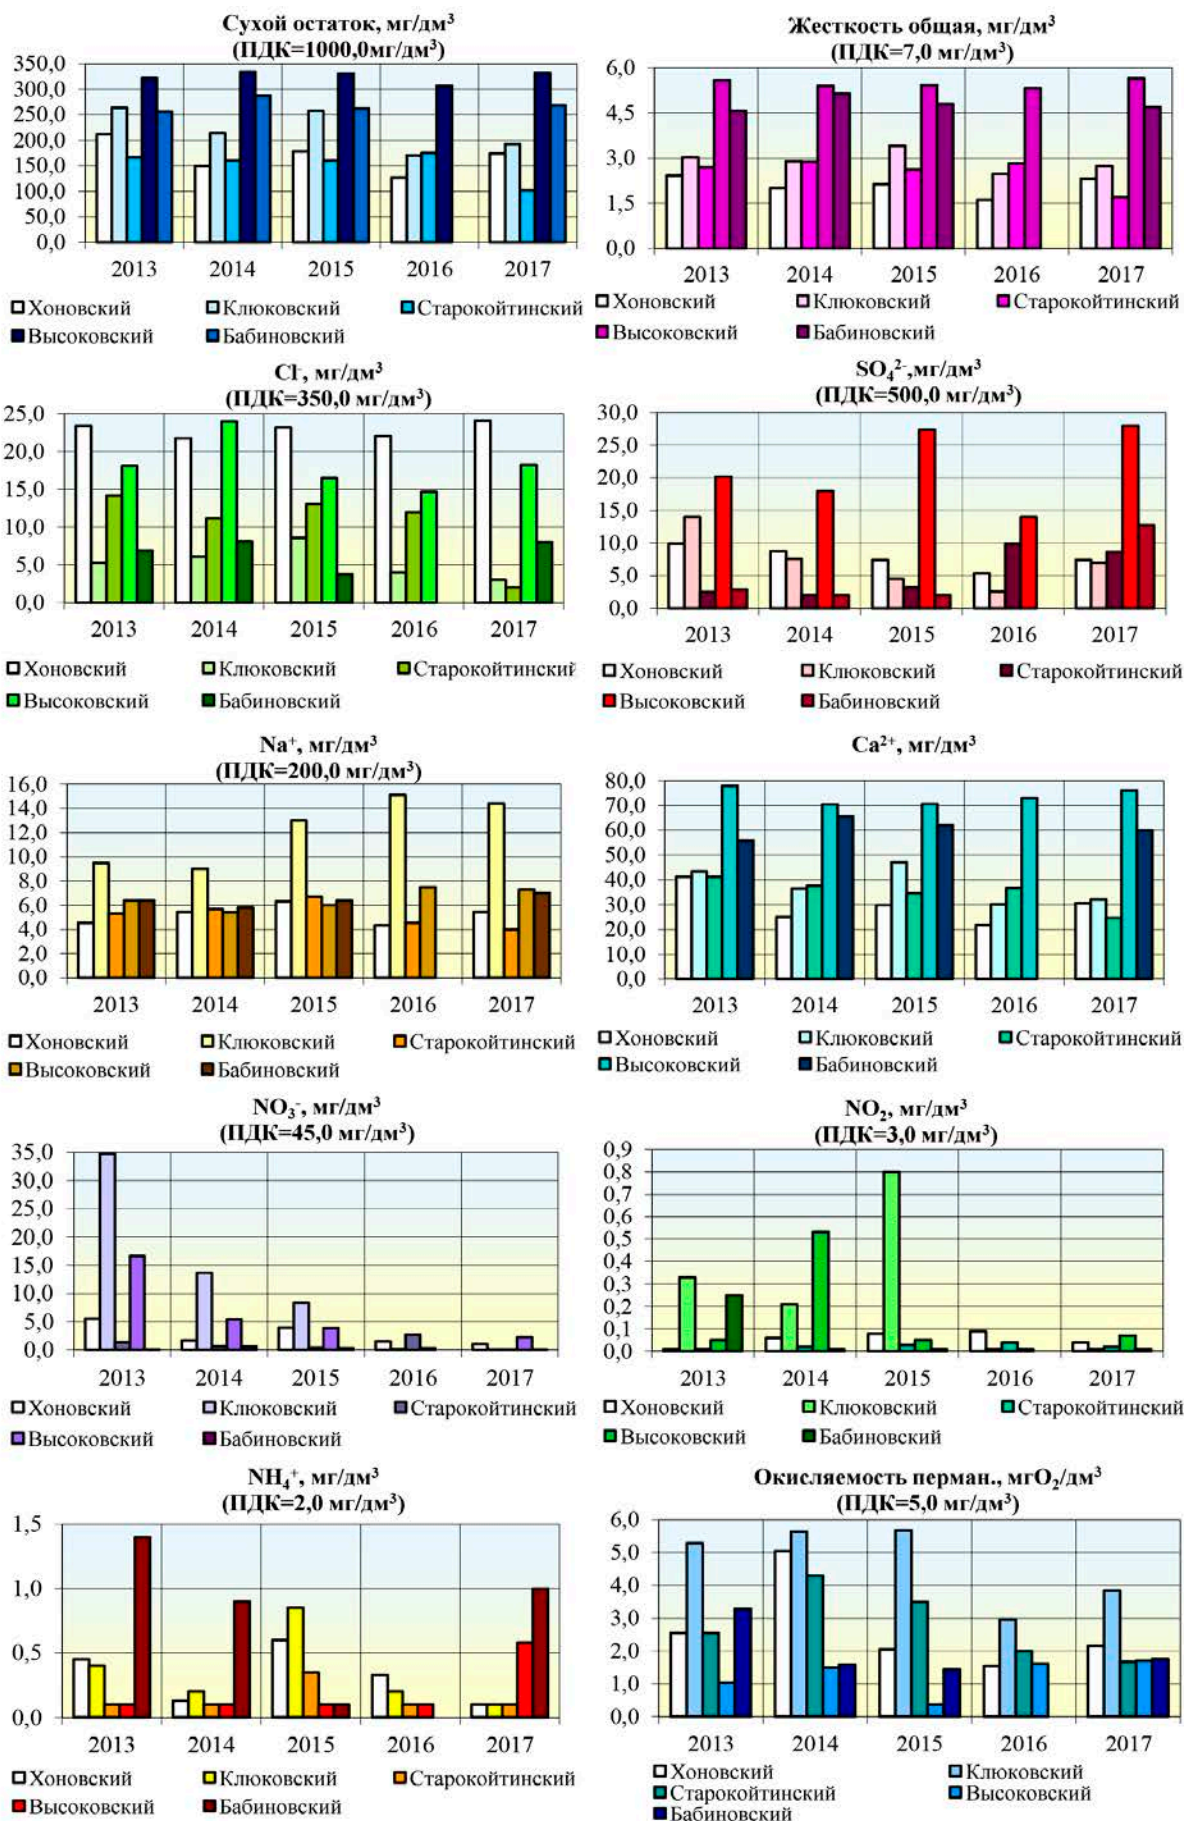 Сухой остаток, мг/дм³
(ПДК=1000,0мг/дм³)
350,0
300,0
250,0
200,0
150,0
100,0
50,0
0,0
2013 2014 2015 2016 2017
Хоновский Клюковский Старокойтинский
Высоковский Бабиновский
Жесткость общая, мг/дм³
(ПДК=7,0 мг/дм³)
6,0
4,5
3,0
1,5
0,0
2013 2014 2015 2016 2017
Хоновский Клюковский Старокойтинский
Высоковский Бабиновский
Cl⁻, мг/дм³
(ПДК=350,0 мг/дм³)
25,0
20,0
15,0
10,0
5,0
0,0
2013 2014 2015 2016 2017
Хоновский Клюковский Старокойтинский
Высоковский Бабиновский
SO₄²⁻,мг/дм³
(ПДК=500,0 мг/дм³)
30,0
25,0
20,0
15,0
10,0
5,0
0,0
2013 2014 2015 2016 2017
Хоновский Клюковский Старокойтинский
Высоковский Бабиновский
Na⁺, мг/дм³
(ПДК=200,0 мг/дм³)
16,0
14,0
12,0
10,0
8,0
6,0
4,0
2,0
0,0
2013 2014 2015 2016 2017
Хоновский Клюковский Старокойтинский
Высоковский Бабиновский
Ca²⁺, мг/дм³
80,0
70,0
60,0
50,0
40,0
30,0
20,0
10,0
0,0
2013 2014 2015 2016 2017
Хоновский Клюковский Старокойтинский
Высоковский Бабиновский
NO₃⁻, мг/дм³
(ПДК=45,0 мг/дм³)
35,0
30,0
25,0
20,0
15,0
10,0
5,0
0,0
2013 2014 2015 2016 2017
Хоновский Клюковский Старокойтинский
Высоковский Бабиновский
NO₂, мг/дм³
(ПДК=3,0 мг/дм³)
0,9
0,8
0,7
0,6
0,5
0,4
0,3
0,2
0,1
0,0
2013 2014 2015 2016 2017
Хоновский Клюковский Старокойтинский
Высоковский Бабиновский
NH₄⁺, мг/дм³
(ПДК=2,0 мг/дм³)
1,5
1,0
0,5
0,0
2013 2014 2015 2016 2017
Хоновский Клюковский Старокойтинский
Высоковский Бабиновский
Окисляемость перман., мгО₂/дм³
(ПДК=5,0 мг/дм³)
6,0
5,0
4,0
3,0
2,0
1,0
0,0
2013 2014 2015 2016 2017
Хоновский Клюковский
Старокойтинский Высоковский
Бабиновский